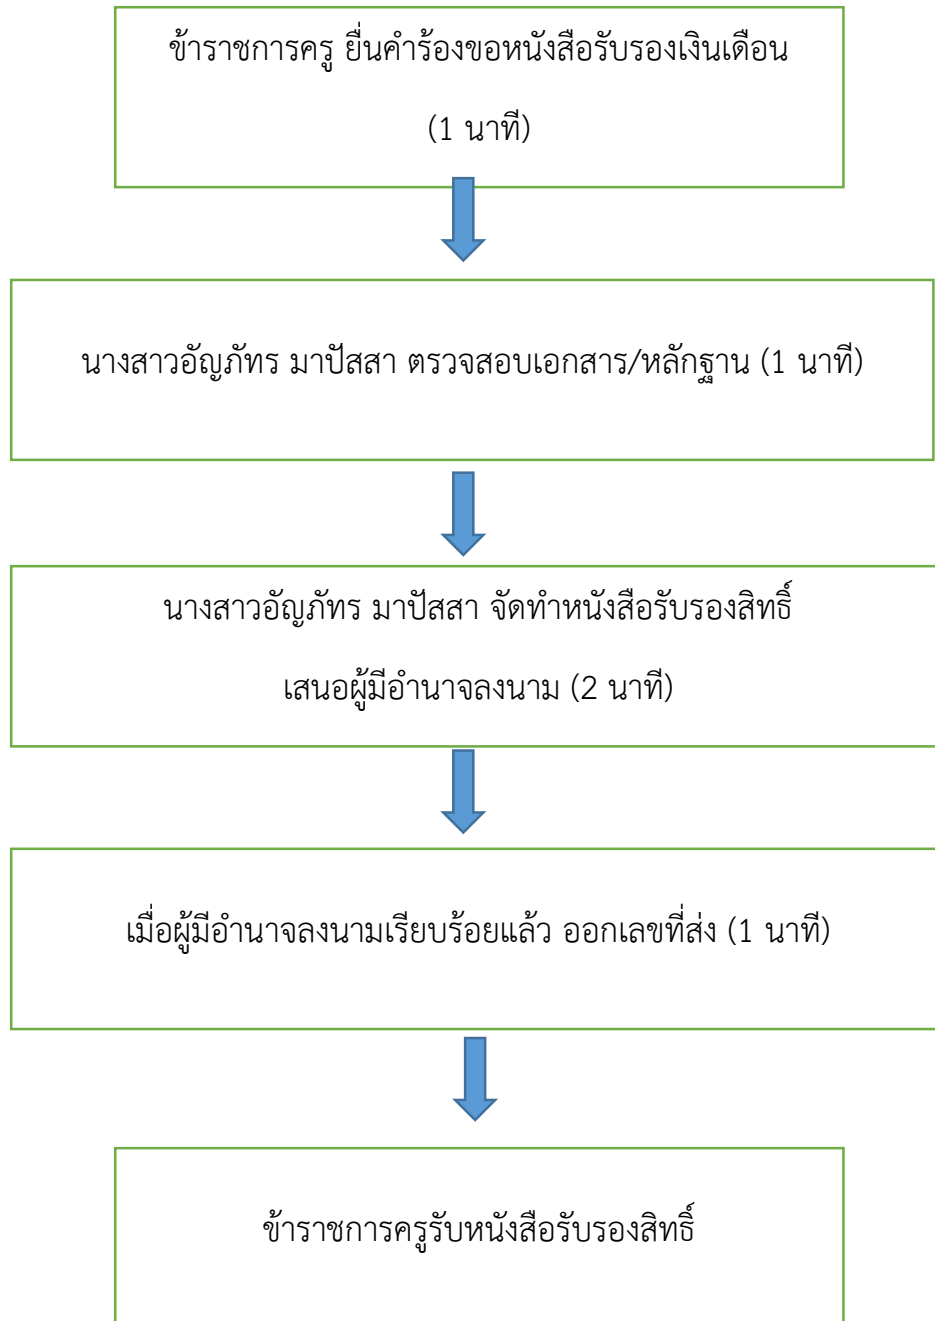 ข้าราชการครู ยื่นคำร้องขอหนังสือรับรองเงินเดือน
(1 นาที)
นางสาวอัญภัทร มาปัสสา ตรวจสอบเอกสาร/หลักฐาน (1 นาที)
นางสาวอัญภัทร มาปัสสา จัดทำหนังสือรับรองสิทธิ์
เสนอผู้มีอำนาจลงนาม (2 นาที)
เมื่อผู้มีอำนาจลงนามเรียบร้อยแล้ว ออกเลขที่ส่ง (1 นาที)
ข้าราชการครูรับหนังสือรับรองสิทธิ์